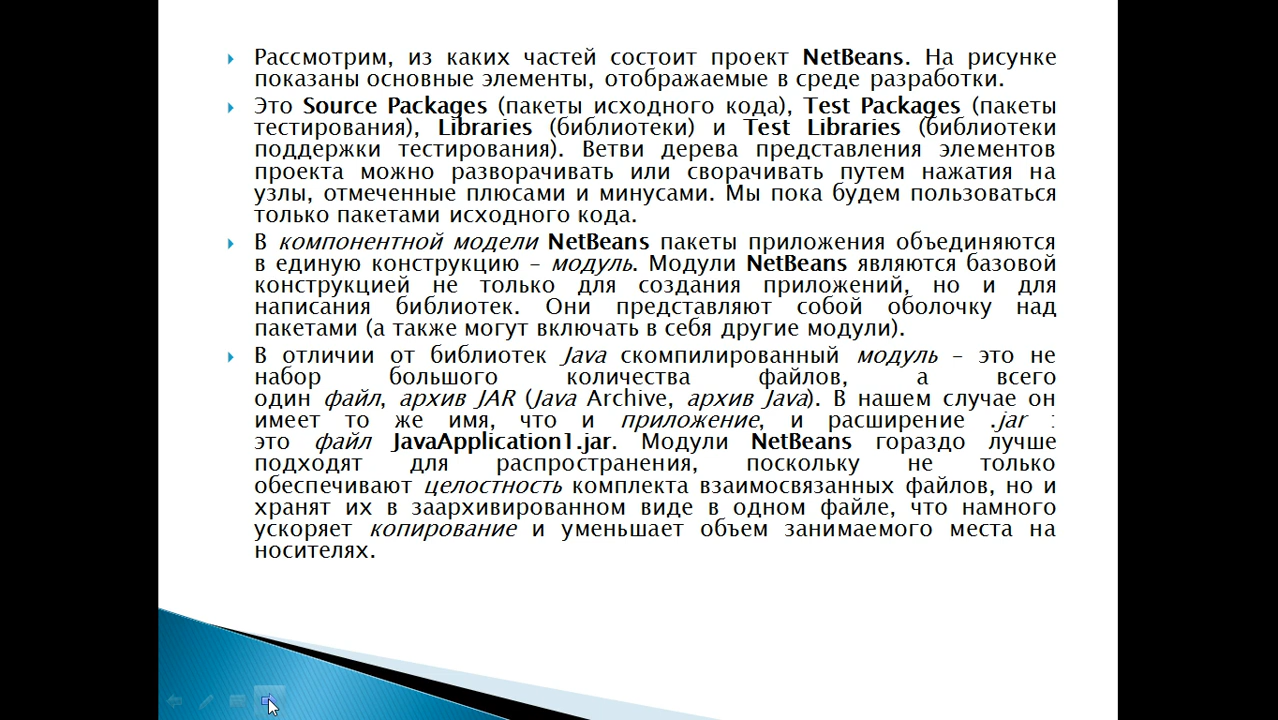 Рассмотрим, из каких частей состоит проект NetBeans. На рисунке
показаны основные элементы, отображаемые в среде разработки.
Это Source Packages (пакеты исходного кода), Test Packages (пакеты
тестирования), Libraries (библиотеки) и Test Libraries (библиотеки
поддержки тестирования). Ветви дерева представления элементов
проекта можно разворачивать или сворачивать путем нажатия на
узлы, отмеченные плюсами и минусами. Мы пока будем пользоваться
только пакетами исходного кода.
В компонентной модели NetBeans пакеты приложения объединяются
в единую конструкцию – модуль. Модули NetBeans являются базовой
конструкцией не только для создания приложений, но и для
написания библиотек. Они представляют собой оболочку над
пакетами (а также могут включать в себя другие модули).
В отличии от библиотек Java скомпилированный модуль – это не
набор большого количества файлов, а всего
один файл, архив JAR (Java Archive, архив Java). В нашем случае он
имеет то же имя, что и приложение, и расширение .jar :
это файл JavaApplication1.jar. Модули NetBeans гораздо лучше
подходят для распространения, поскольку не только
обеспечивают целостность комплекта взаимосвязанных файлов, но и
хранят их в заархивированном виде в одном файле, что намного
ускоряет копирование и уменьшает объем занимаемого места на
носителях.